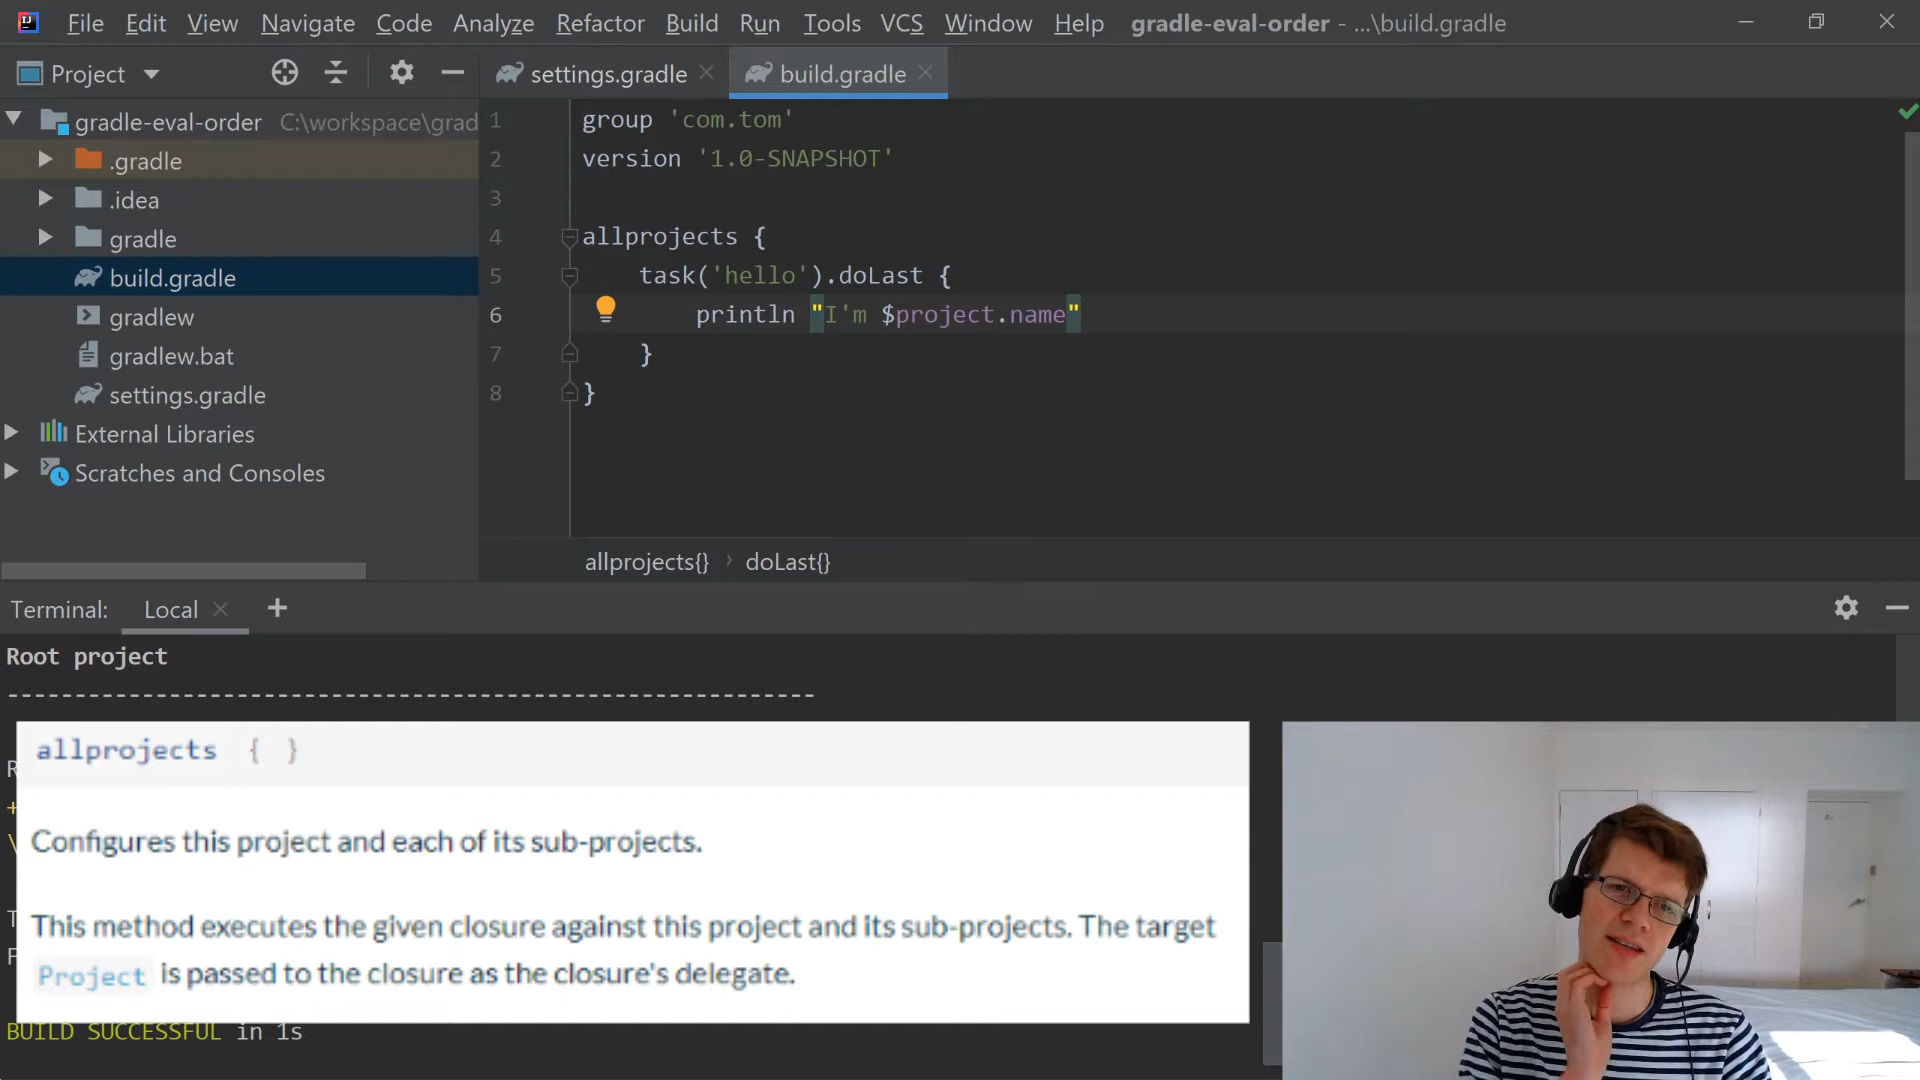 File Edit View Navigate Code Analyze Refactor Build Run Tools VCS Window Help gradle-eval-order - ...\build.gradle
Project
settings.gradle
build.gradle
gradle-eval-order C:\workspace\grad
.gradle
.idea
gradle
build.gradle
gradlew
gradlew.bat
settings.gradle
External Libraries
Scratches and Consoles
1 group 'com.tom'
2 version '1.0-SNAPSHOT'
3
4 allprojects {
5 task('hello').doLast {
6 println "I'm $project.name"
7 }
8 }
allprojects{} › doLast{}
Terminal: Local +
Root project
------------------------------------------------------------
allprojects { }
Configures this project and each of its sub-projects.
This method executes the given closure against this project and its sub-projects. The target
Project is passed to the closure as the closure's delegate.
BUILD SUCCESSFUL in 1s